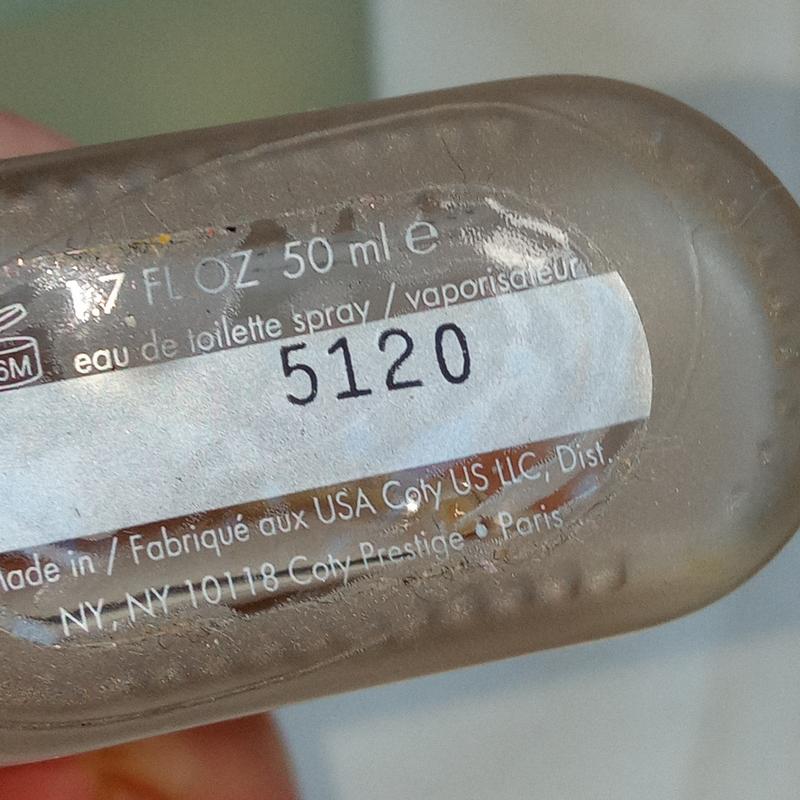 1.7 FL OZ 50 ml e
6M eau de toilette spray / vaporisateur
5120
Made in / Fabriqué aux USA Coty US LLC, Dist.
NY, NY 10118 Coty Prestige • Paris